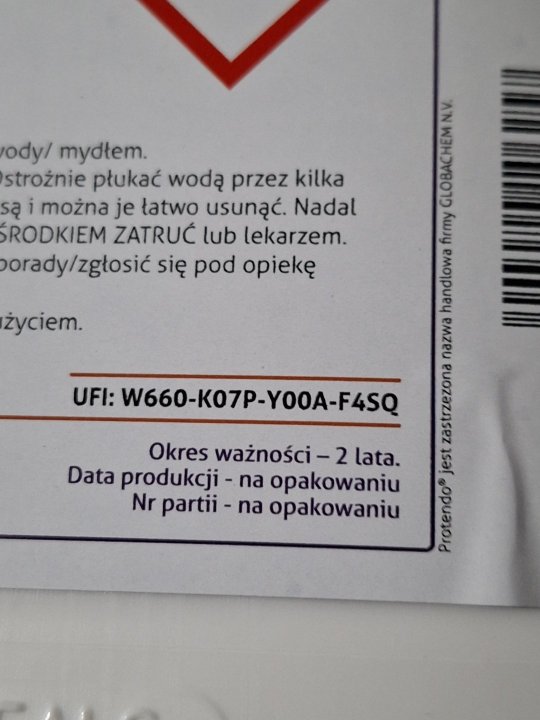 wody/ mydłem.
Ostrożnie płukać wodą przez kilka
są i można je łatwo usunąć. Nadal
ŚRODKIEM ZATRUĆ lub lekarzem.
porady/zgłosić się pod opiekę
użyciem.
UFI: W660-K07P-Y00A-F4SQ
Okres ważności – 2 lata.
Data produkcji - na opakowaniu
Nr partii - na opakowaniu
Protendo® jest zastrzeżona nazwa handlowa firmy GLOBACHEM N.V.